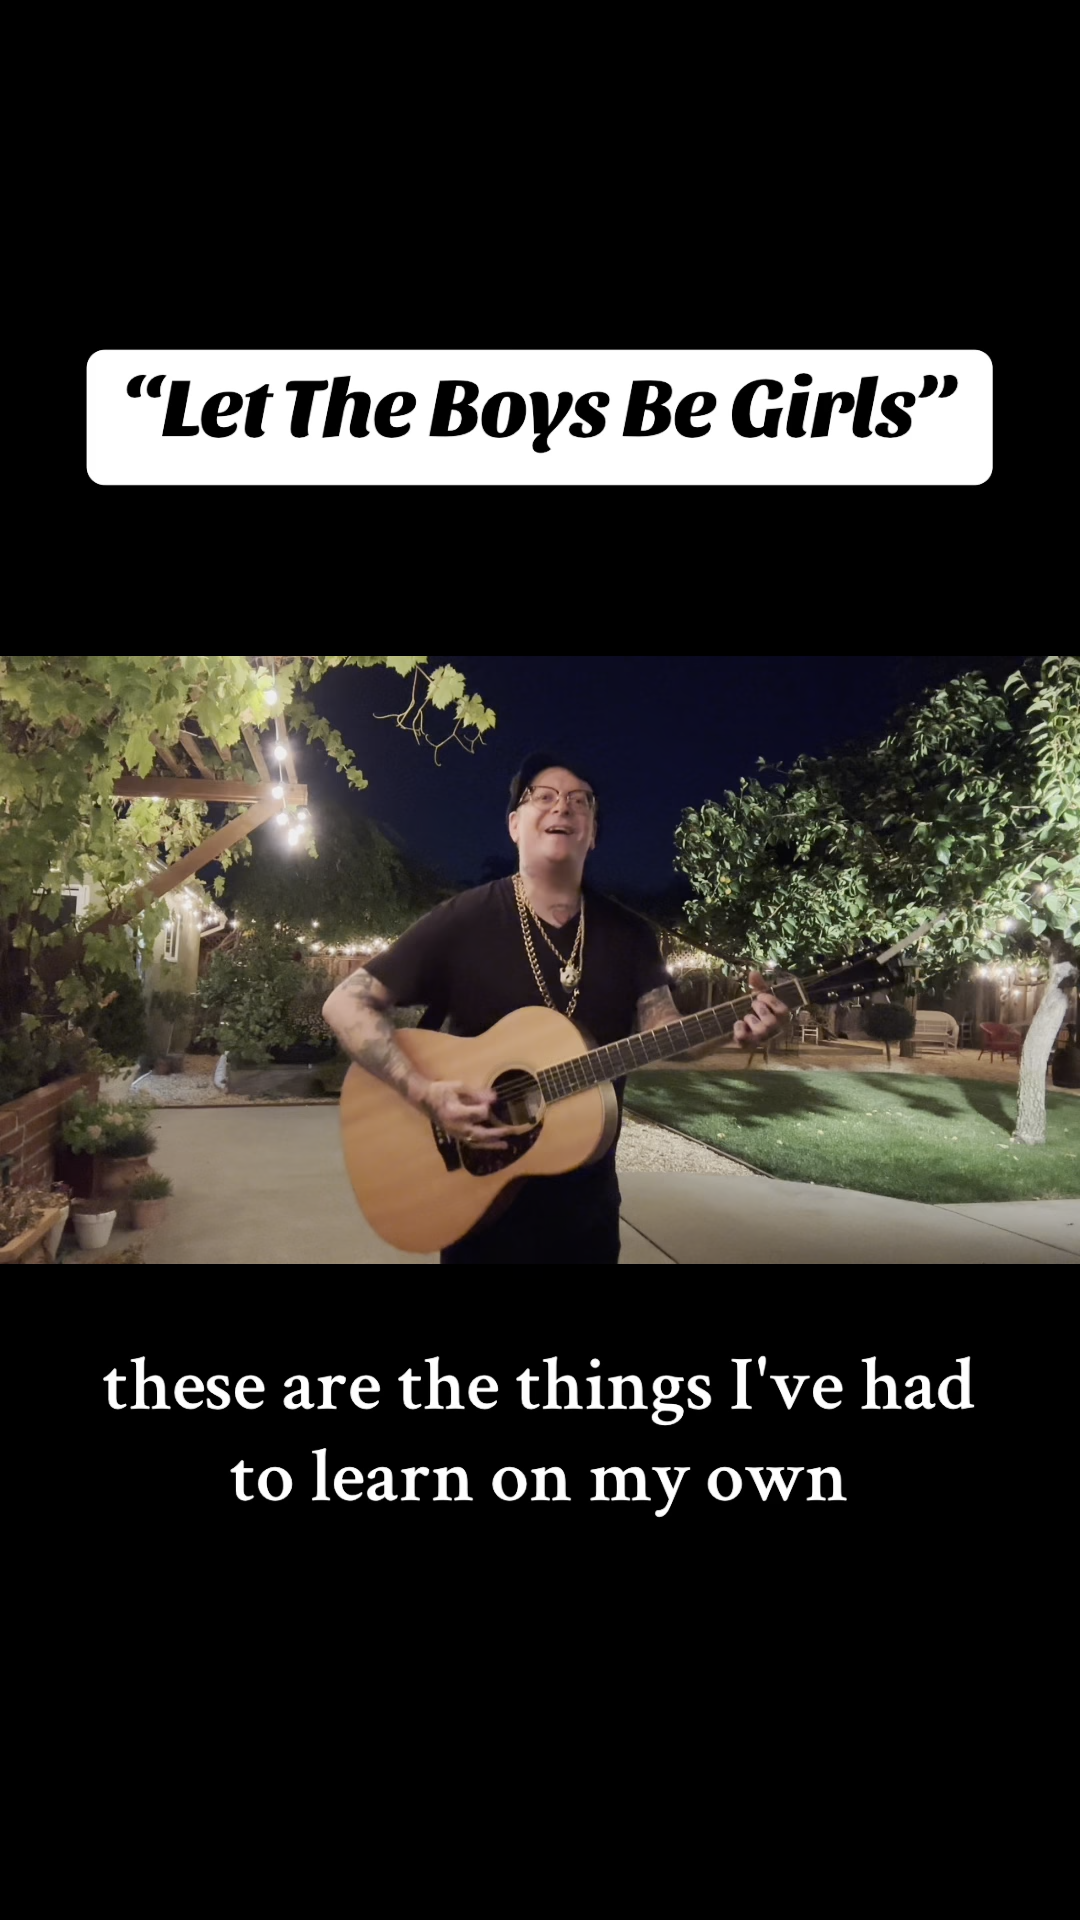 “Let The Boys Be Girls”
these are the things I've had
to learn on my own